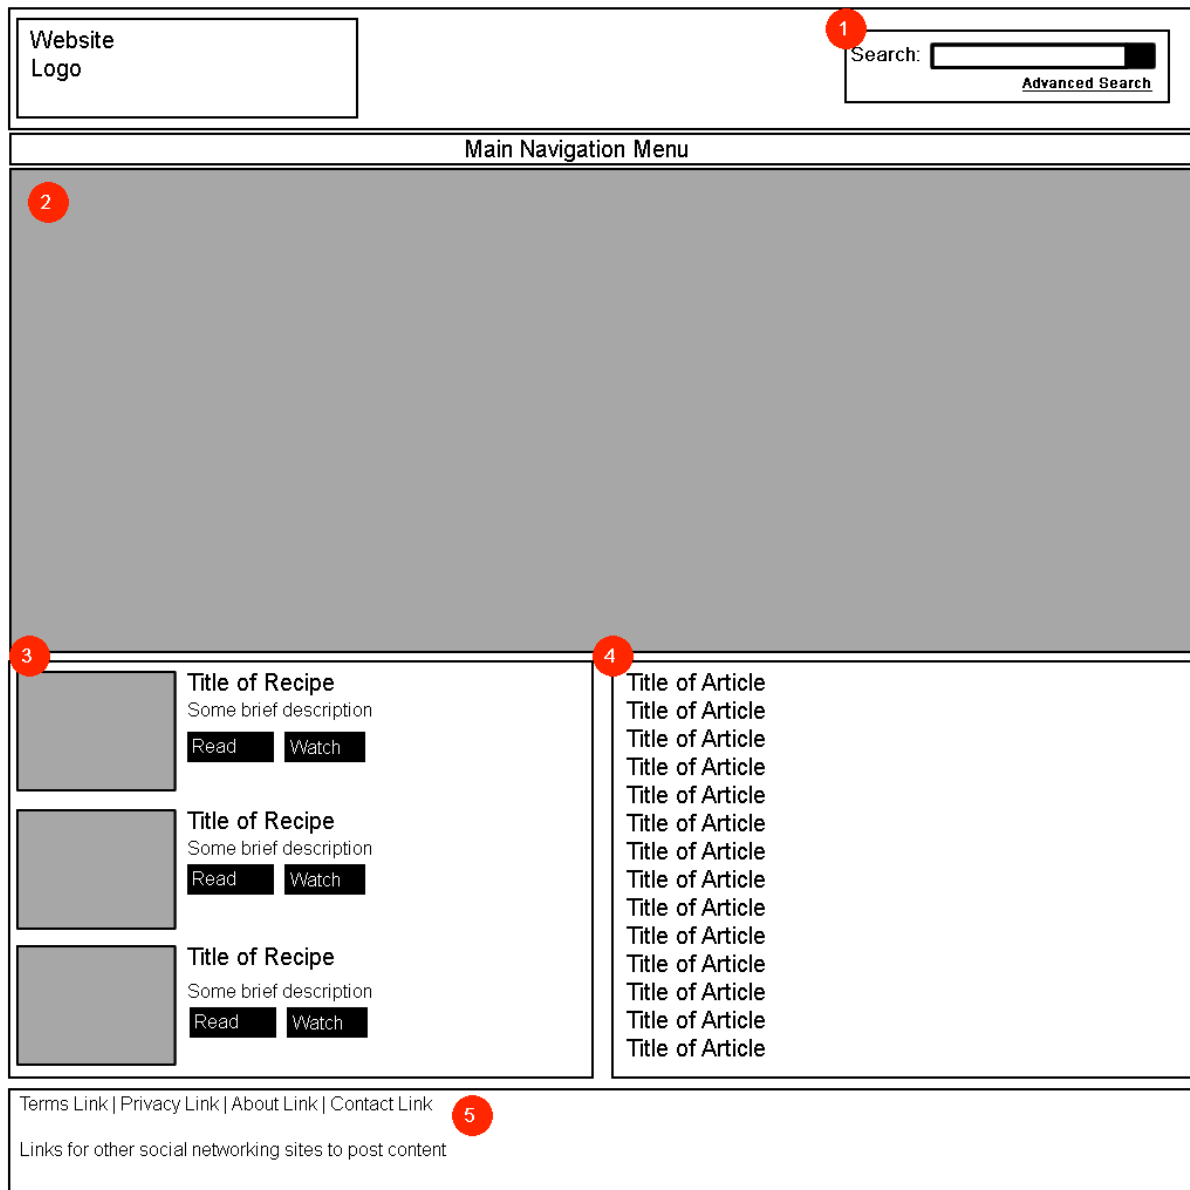 Website
Logo
1
Search:
Advanced Search
Main Navigation Menu
2
3
Title of Recipe
Some brief description
Read Watch
Title of Recipe
Some brief description
Read Watch
Title of Recipe
Some brief description
Read Watch
4
Title of Article
Title of Article
Title of Article
Title of Article
Title of Article
Title of Article
Title of Article
Title of Article
Title of Article
Title of Article
Title of Article
Title of Article
Title of Article
Title of Article
Terms Link | Privacy Link | About Link | Contact Link
5
Links for other social networking sites to post content